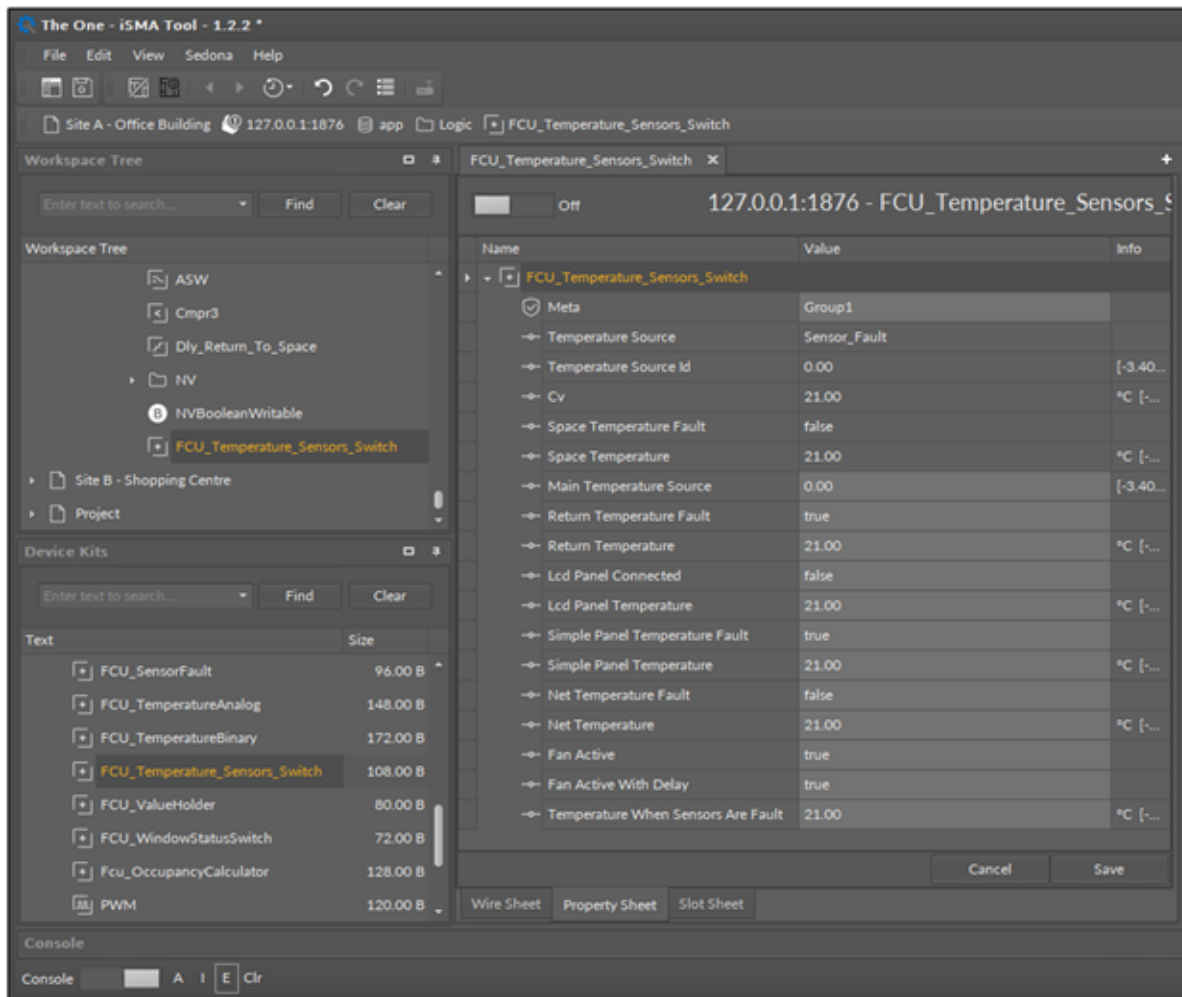 The One - iSMA Tool - 1.2.2 *
File Edit View Sedona Help
Site A - Office Building 127.0.0.1:1876 app Logic FCU_Temperature_Sensors_Switch
Workspace Tree
Enter text to search... Find Clear
Workspace Tree
ASW
Cmpr3
Dly_Return_To_Space
NV
B NVBooleanWritable
FCU_Temperature_Sensors_Switch
Site B - Shopping Centre
Project
Device Kits
Enter text to search... Find Clear
Text Size
FCU_SensorFault 96.00 B
FCU_TemperatureAnalog 148.00 B
FCU_TemperatureBinary 172.00 B
FCU_Temperature_Sensors_Switch 108.00 B
FCU_ValueHolder 80.00 B
FCU_WindowStatusSwitch 72.00 B
Fcu_OccupancyCalculator 128.00 B
PWM 120.00 B
FCU_Temperature_Sensors_Switch
Off 127.0.0.1:1876 - FCU_Temperature_Sensors_S
Name Value Info
FCU_Temperature_Sensors_Switch
Meta Group1
Temperature Source Sensor_Fault
Temperature Source Id 0.00 [-3.40...
Cv 21.00 °C [-...
Space Temperature Fault false
Space Temperature 21.00 °C [-...
Main Temperature Source 0.00 [-3.40...
Return Temperature Fault true
Return Temperature 21.00 °C [-...
Lcd Panel Connected false
Lcd Panel Temperature 21.00 °C [-...
Simple Panel Temperature Fault true
Simple Panel Temperature 21.00 °C [-...
Net Temperature Fault false
Net Temperature 21.00 °C [-...
Fan Active true
Fan Active With Delay true
Temperature When Sensors Are Fault 21.00 °C [-...
Cancel Save
Wire Sheet Property Sheet Slot Sheet
Console
Console A I E Clr